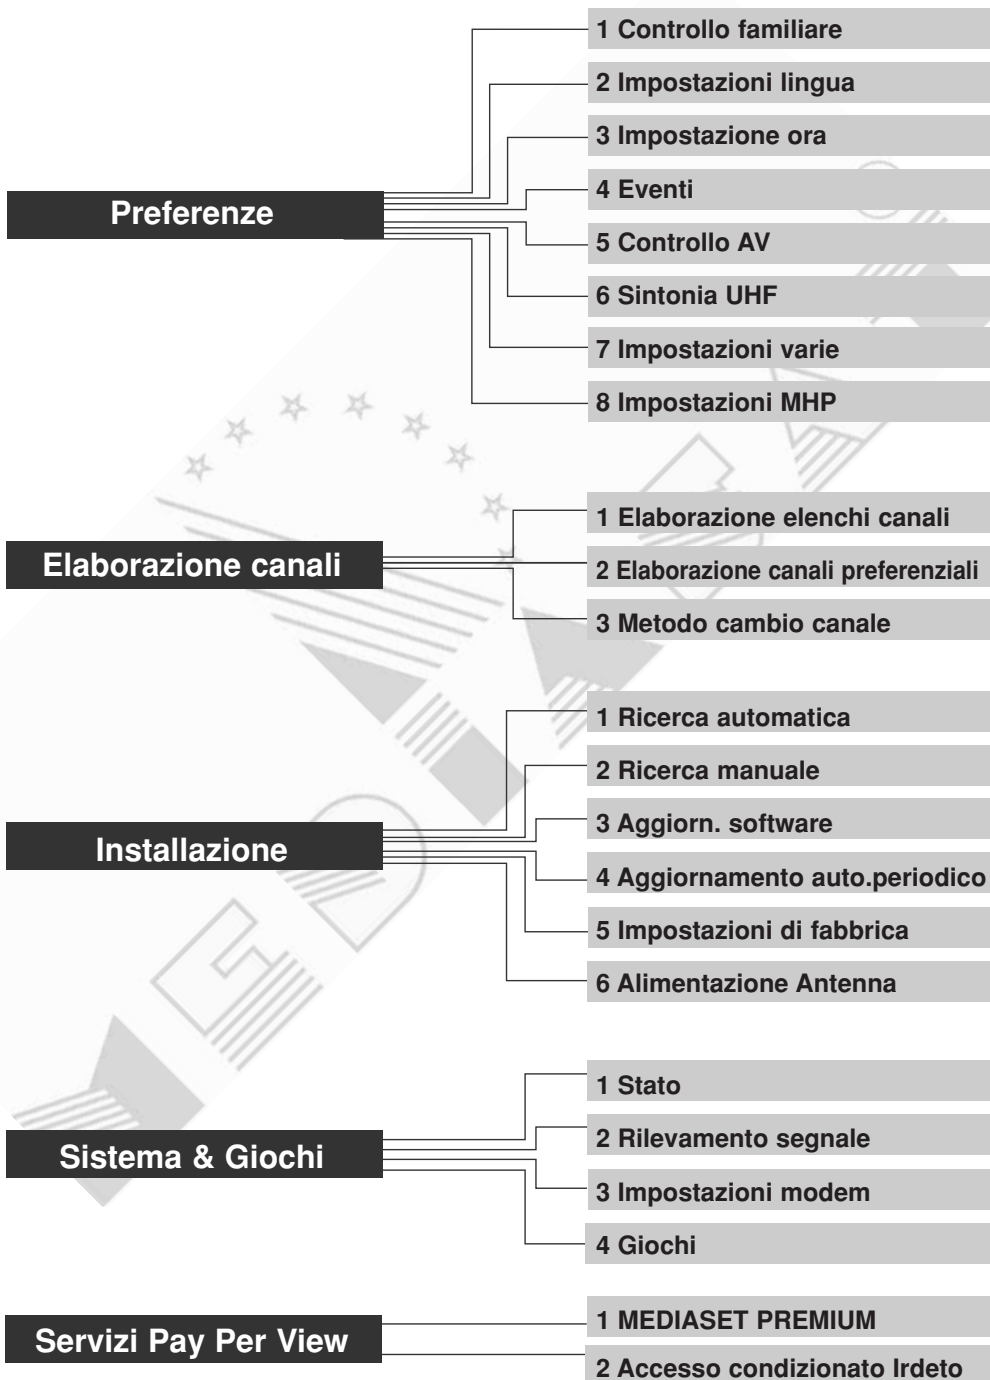 Preferenze
1 Controllo familiare
2 Impostazioni lingua
3 Impostazione ora
4 Eventi
5 Controllo AV
6 Sintonia UHF
7 Impostazioni varie
8 Impostazioni MHP
Elaborazione canali
1 Elaborazione elenchi canali
2 Elaborazione canali preferenziali
3 Metodo cambio canale
Installazione
1 Ricerca automatica
2 Ricerca manuale
3 Aggiorn. software
4 Aggiornamento auto.periodico
5 Impostazioni di fabbrica
6 Alimentazione Antenna
Sistema & Giochi
1 Stato
2 Rilevamento segnale
3 Impostazioni modem
4 Giochi
Servizi Pay Per View
1 MEDIASET PREMIUM
2 Accesso condizionato Irdeto